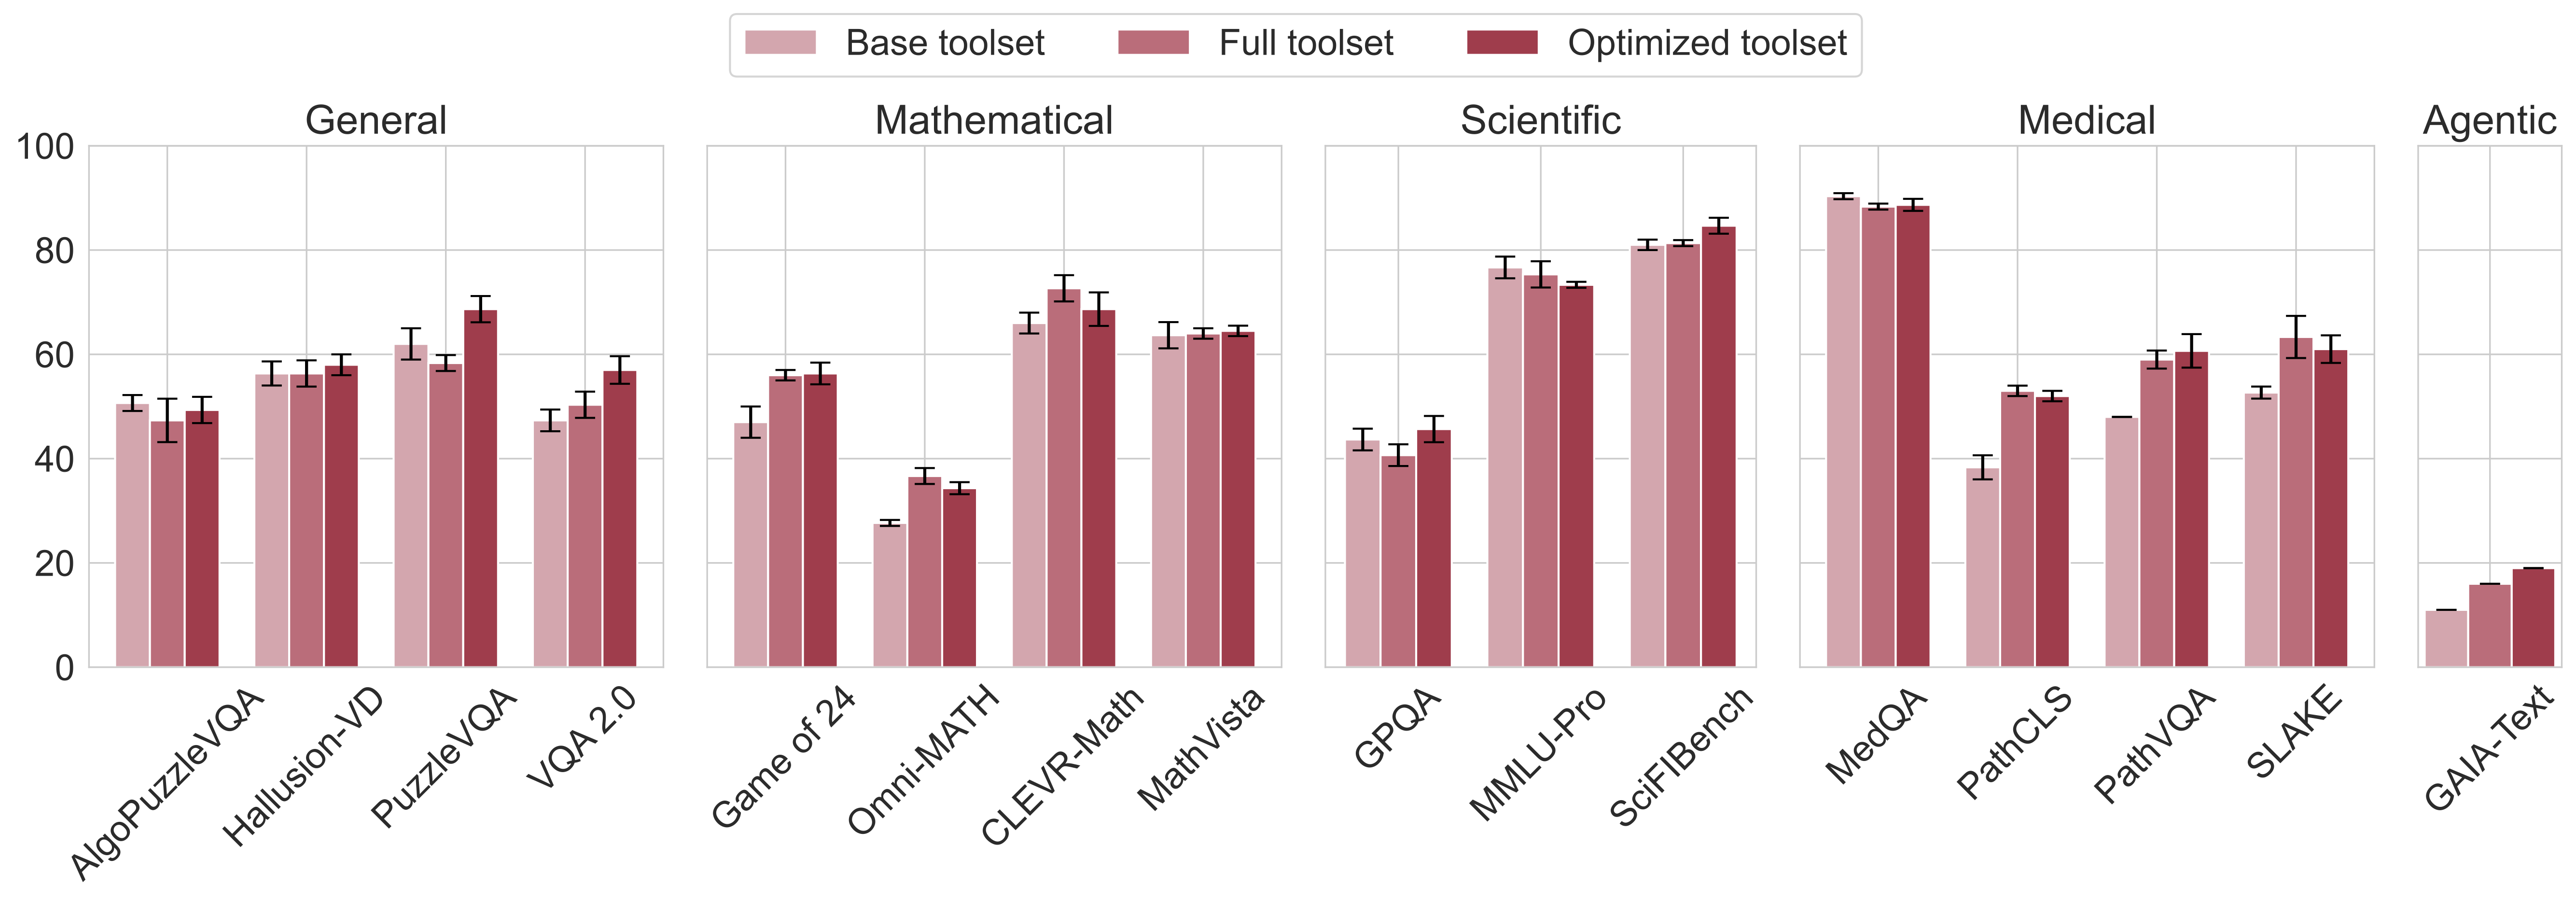 Base toolset Full toolset Optimized toolset
General Mathematical Scientific Medical Agentic
100
80
60
40
20
0
AlgoPuzzleVQA Hallusion-VD PuzzleVQA VQA 2.0 Game of 24 Omni-MATH CLEVR-Math MathVista GPQA MMLU-Pro SciFIBench MedQA PathCLS PathVQA SLAKE GAIA-Text